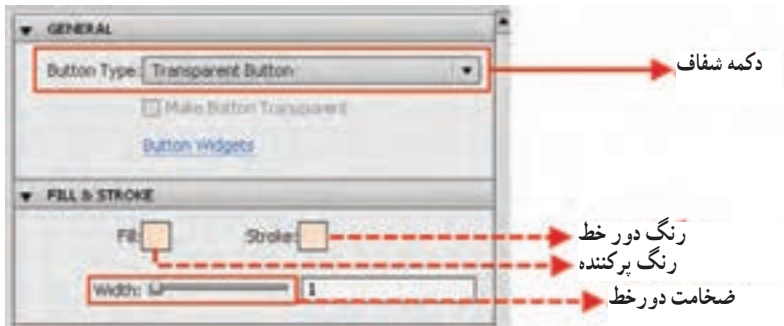 GENERAL
Button Type: Transparent Button
دکمه شفاف
Make Button Transparent
Button Widgets
FILL & STROKE
Fill: Stroke:
رنگ دور خط
رنگ پرکننده
Width: 1
ضخامت دورخط